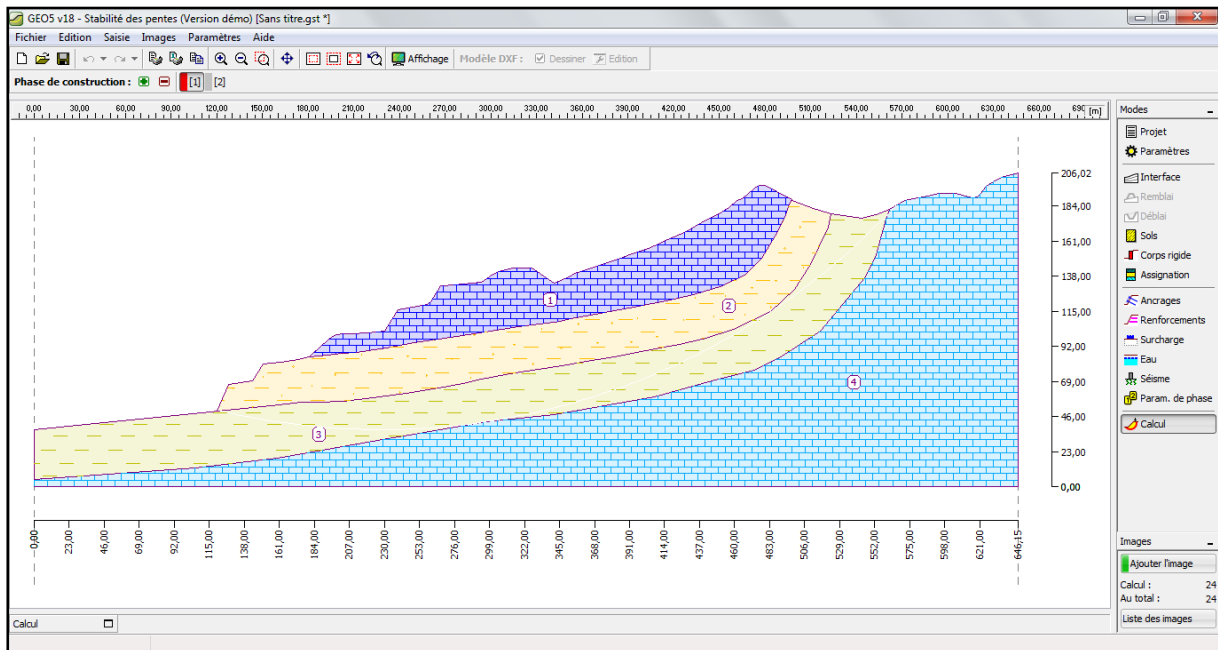 GEO5 v18 - Stabilité des pentes (Version démo) [Sans titre.gst *]
Fichier Edition Saisie Images Paramètres Aide
Affichage Modèle DXF : Dessiner Edition
Phase de construction : [1] [2]
0,00 30,00 60,00 90,00 120,00 150,00 180,00 210,00 240,00 270,00 300,00 330,00 360,00 390,00 420,00 450,00 480,00 510,00 540,00 570,00 600,00 630,00 660,00 [m]
Modes
Projet
Paramètres
Interface
Remblai
Déblai
Sols
Corps rigide
Assignation
Ancrages
Renforcements
Surcharge
Eau
Séisme
Param. de phase
Calcul
206,02
184,00
161,00
138,00
115,00
92,00
69,00
46,00
23,00
0,00
1
2
3
4
0,00 23,00 46,00 69,00 92,00 115,00 138,00 161,00 184,00 207,00 230,00 253,00 276,00 299,00 322,00 345,00 368,00 391,00 414,00 437,00 460,00 483,00 506,00 529,00 552,00 575,00 598,00 621,00 646,15
Images
Ajouter l'image
Calcul : 24
Au total : 24
Liste des images
Calcul